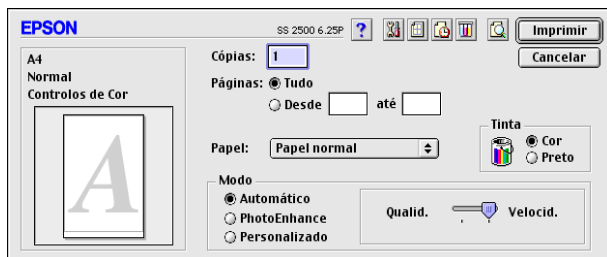 EPSON
SS 2500 6.25P
?
Imprimir
Cancelar
A4
Normal
Controlos de Cor
A
Cópias: 1
Páginas: Tudo
Desde até
Papel: Papel normal
Tinta
Cor
Preto
Modo
Automático
PhotoEnhance
Personalizado
Qualid. Velocid.